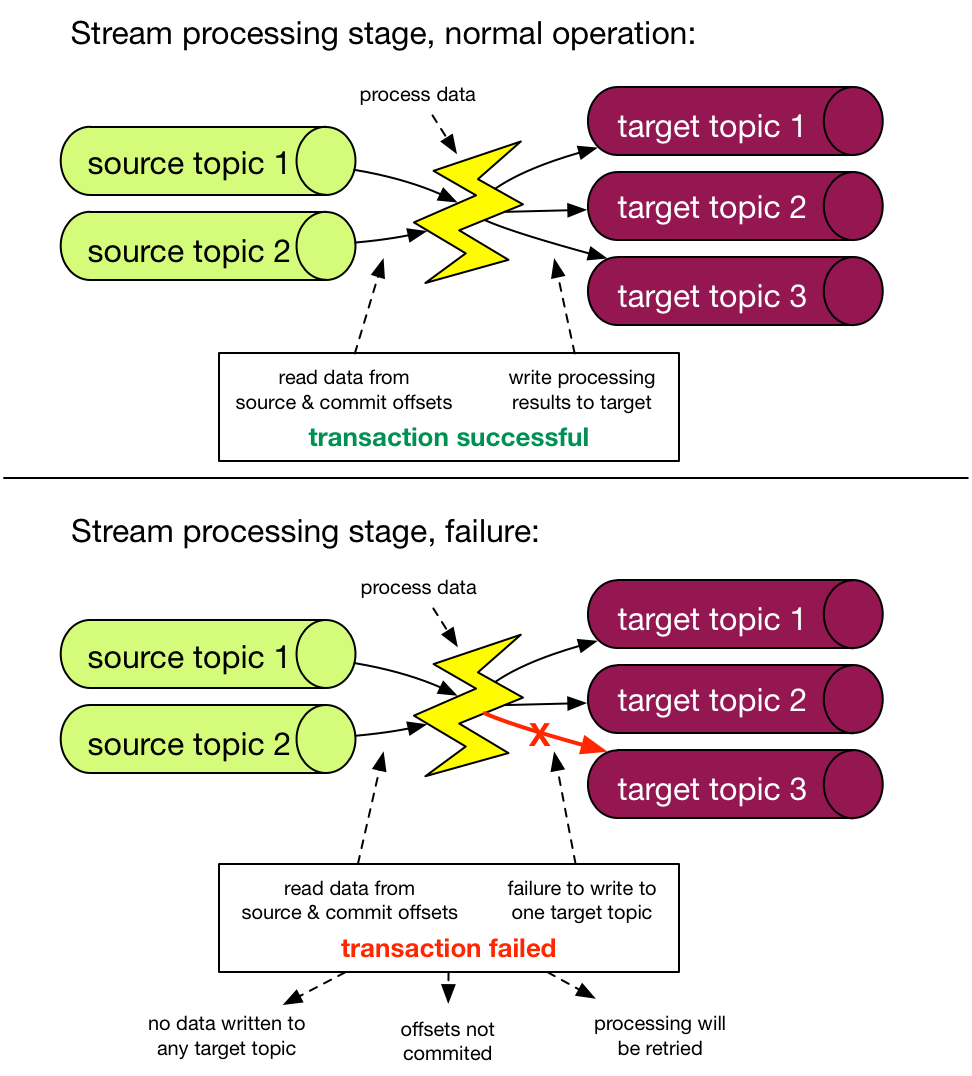 Stream processing stage, normal operation:
process data
source topic 1
source topic 2
target topic 1
target topic 2
target topic 3
read data from
source & commit offsets
write processing
results to target
transaction successful
Stream processing stage, failure:
process data
source topic 1
source topic 2
target topic 1
target topic 2
X
target topic 3
read data from
source & commit offsets
failure to write to
one target topic
transaction failed
no data written to
any target topic
offsets not
commited
processing will
be retried